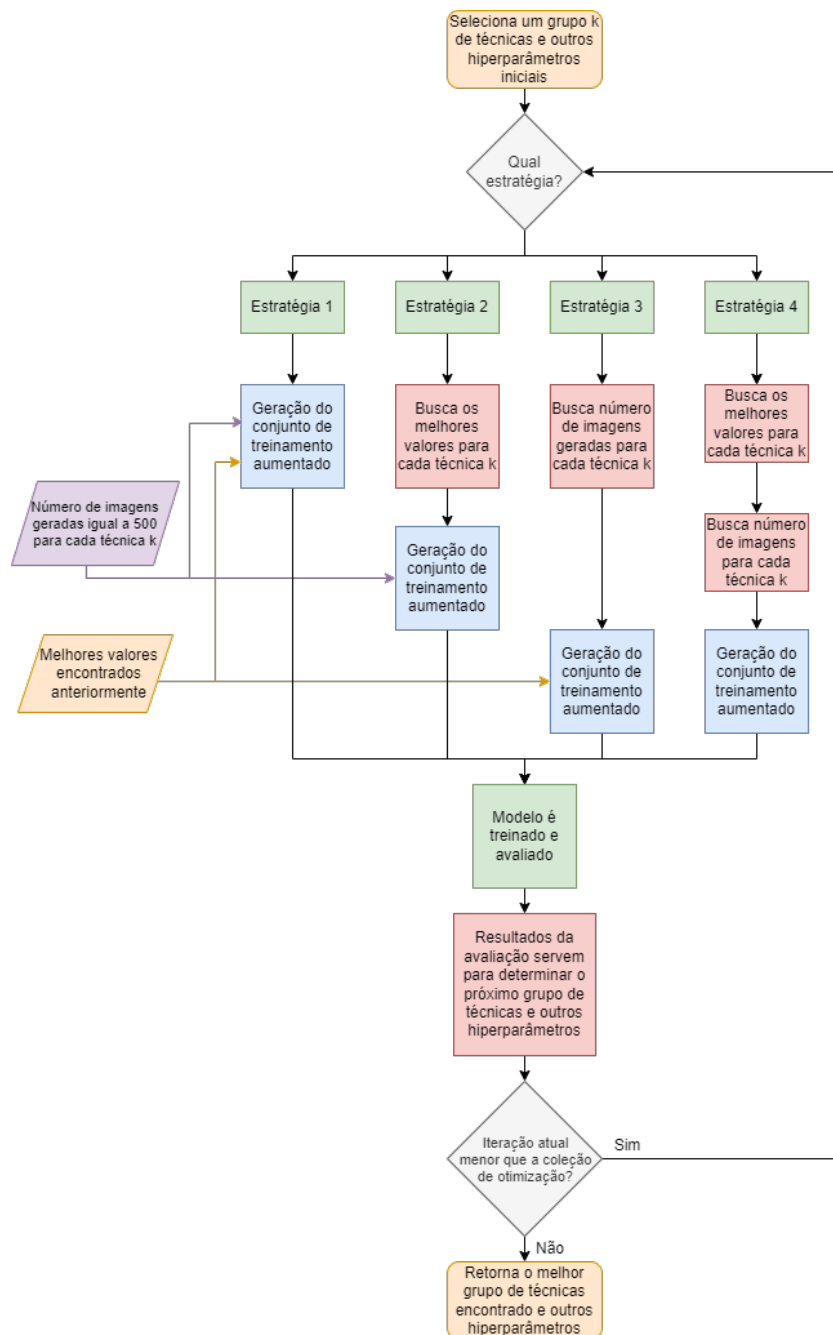 Seleciona um grupo k
de técnicas e outros
hiperparâmetros
iniciais
Qual
estratégia?
Estratégia 1
Estratégia 2
Estratégia 3
Estratégia 4
Geração do
conjunto de
treinamento
aumentado
Busca os
melhores
valores para
cada técnica k
Busca número
de imagens
geradas para
cada técnica k
Busca os
melhores
valores para
cada técnica k
Número de imagens
geradas igual a 500
para cada técnica k
Geração do
conjunto de
treinamento
aumentado
Busca número
de imagens
para cada
técnica k
Melhores valores
encontrados
anteriormente
Geração do
conjunto de
treinamento
aumentado
Geração do
conjunto de
treinamento
aumentado
Modelo é
treinado e
avaliado
Resultados da
avaliação servem
para determinar o
próximo grupo de
técnicas e outros
hiperparâmetros
Iteração atual
menor que a coleção
de otimização?
Sim
Não
Retorna o melhor
grupo de técnicas
encontrado e outros
hiperparâmetros